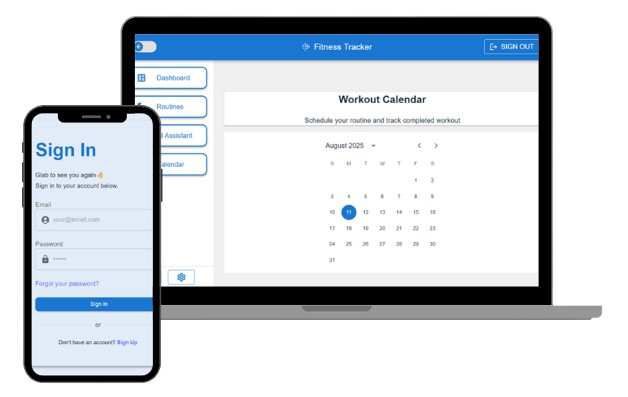 Fitness Tracker
SIGN OUT
Dashboard
Routines
Assistant
alendar
Workout Calendar
Schedule your routine and track completed workout
August 2025
S M T W T F S
1 2
3 4 5 6 7 8 9
10 11 12 13 14 15 16
17 18 19 20 21 22 23
24 25 26 27 28 29 30
31
Sign In
Glab to see you again
Sign in to your account below.
Email
your@email.com
Password
Forgot your password?
Sign in
or
Don't have an account? Sign Up